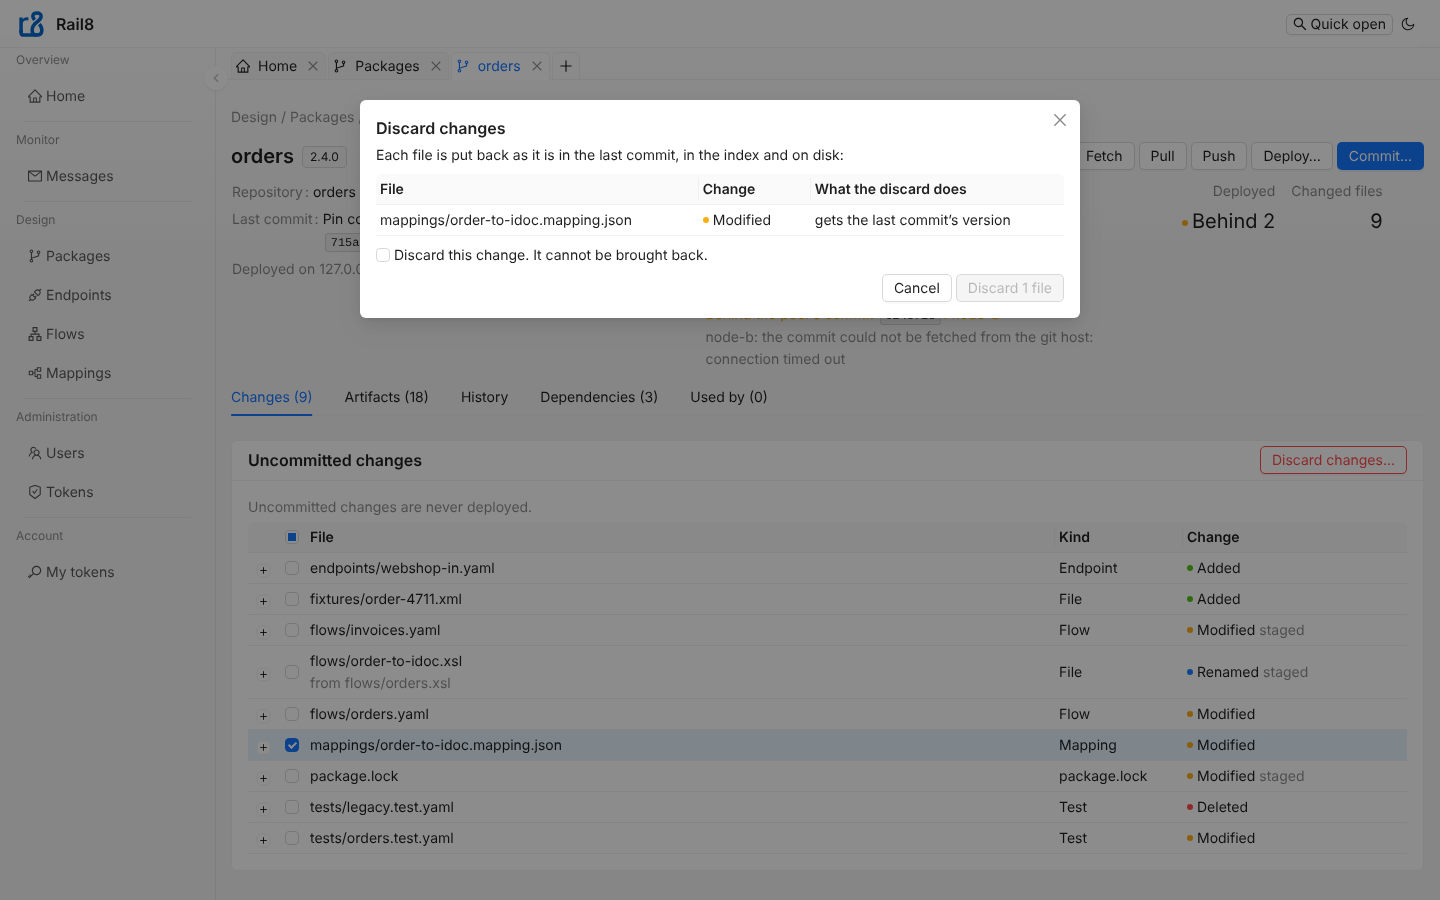 Rail8
Quick open
Overview
Home
Monitor
Messages
Design
Packages
Endpoints
Flows
Mappings
Administration
Users
Tokens
Account
My tokens
Home
Packages
orders
Design / Packages
orders 2.4.0
Fetch
Pull
Push
Deploy...
Commit...
Repository: orders
Last commit: Pin
715a
Deployed on 127.0.
Deployed
Behind 2
Changed files
9
Discard changes
Each file is put back as it is in the last commit, in the index and on disk:
File Change What the discard does
mappings/order-to-idoc.mapping.json Modified gets the last commit's version
Discard this change. It cannot be brought back.
Cancel
Discard 1 file
node-b: the commit could not be fetched from the git host:
connection timed out
Changes (9)
Artifacts (18)
History
Dependencies (3)
Used by (0)
Uncommitted changes
Discard changes...
Uncommitted changes are never deployed.
File Kind Change
+ endpoints/webshop-in.yaml Endpoint Added
+ fixtures/order-4711.xml File Added
+ flows/invoices.yaml Flow Modified staged
+ flows/order-to-idoc.xsl File Renamed staged
from flows/orders.xsl
+ flows/orders.yaml Flow Modified
+ mappings/order-to-idoc.mapping.json Mapping Modified
+ package.lock package.lock Modified staged
+ tests/legacy.test.yaml Test Deleted
+ tests/orders.test.yaml Test Modified